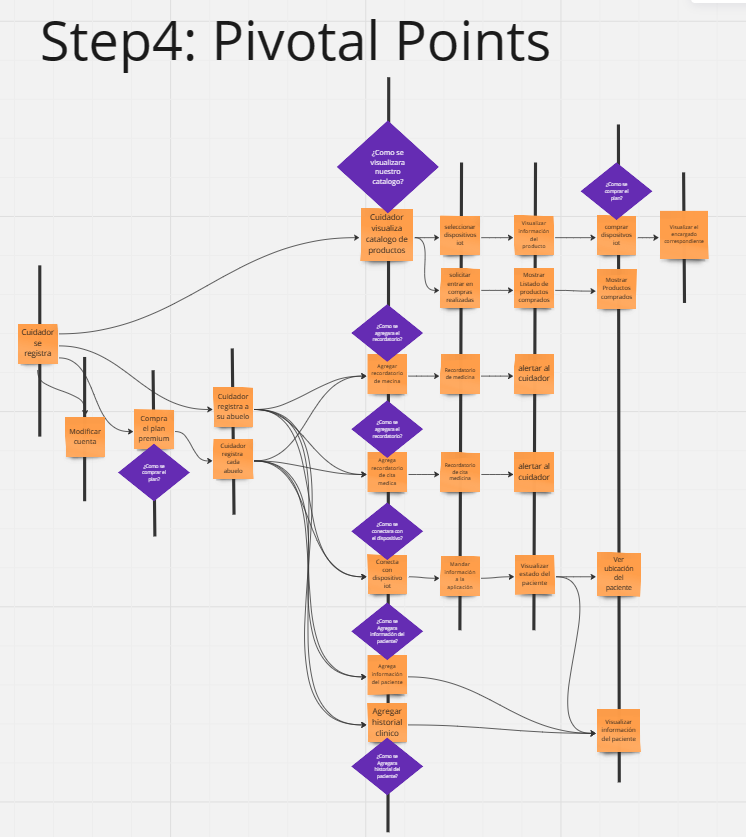 Step4: Pivotal Points
¿Como se
visualizara
nuestro
catalogo?
Cuidador
visualiza
catalogo de
productos
seleccionar
dispositivos
iot
Visualizar
información
del
producto
¿Como se
comprar el
plan?
comprar
dispositivos
iot
Visualizar el
encargado
correspondiente
solicitar
entrar en
compras
realizadas
Mostrar
Listado de
productos
comprados
Mostrar
Productos
comprados
Cuidador
se
registra
Modificar
cuenta
Compra
el plan
premium
¿Como se
comprar el
plan?
Cuidador
registra a
su abuelo
Cuidador
registra
cada
abuelo
¿Como se
agregara el
recordatorio?
Agregar
recordatorio
de mecina
Recordatorio
de medicina
alertar al
cuidador
¿Como se
agregara el
recordatorio?
Agrega
recordatorio
de cita
medica
Recordatorio
de cita
medicina
alertar al
cuidador
¿Como se
conectara con
el dispositivo?
Conecta
con
dispositivo
iot
Mandar
información
a la
aplicación
Visualizar
estado del
paciente
Ver
ubicación
del
paciente
¿Como se
Agregara
información del
paciente?
Agrega
información
del paciente
Agregar
historial
clinico
¿Como se
Agregara
historial del
paciente?
Visualizar
información
del paciente